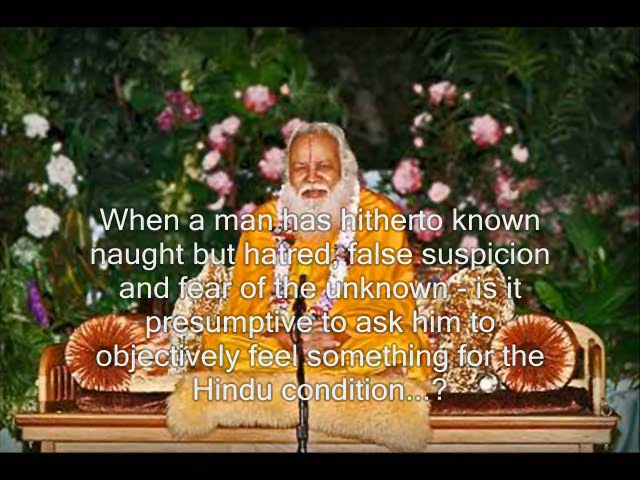 When a man has hitherto known
naught but hatred, false suspicion
and fear of the unknown - is it
presumptive to ask him to
objectively feel something for the
Hindu condition...?